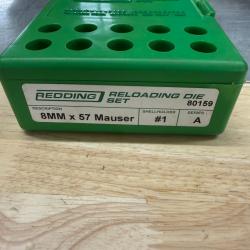 REDDING RELOADING DIE SET 80159
DESCRIPTION SHELLHOLDER SERIES
8MM x 57 Mauser #1 A